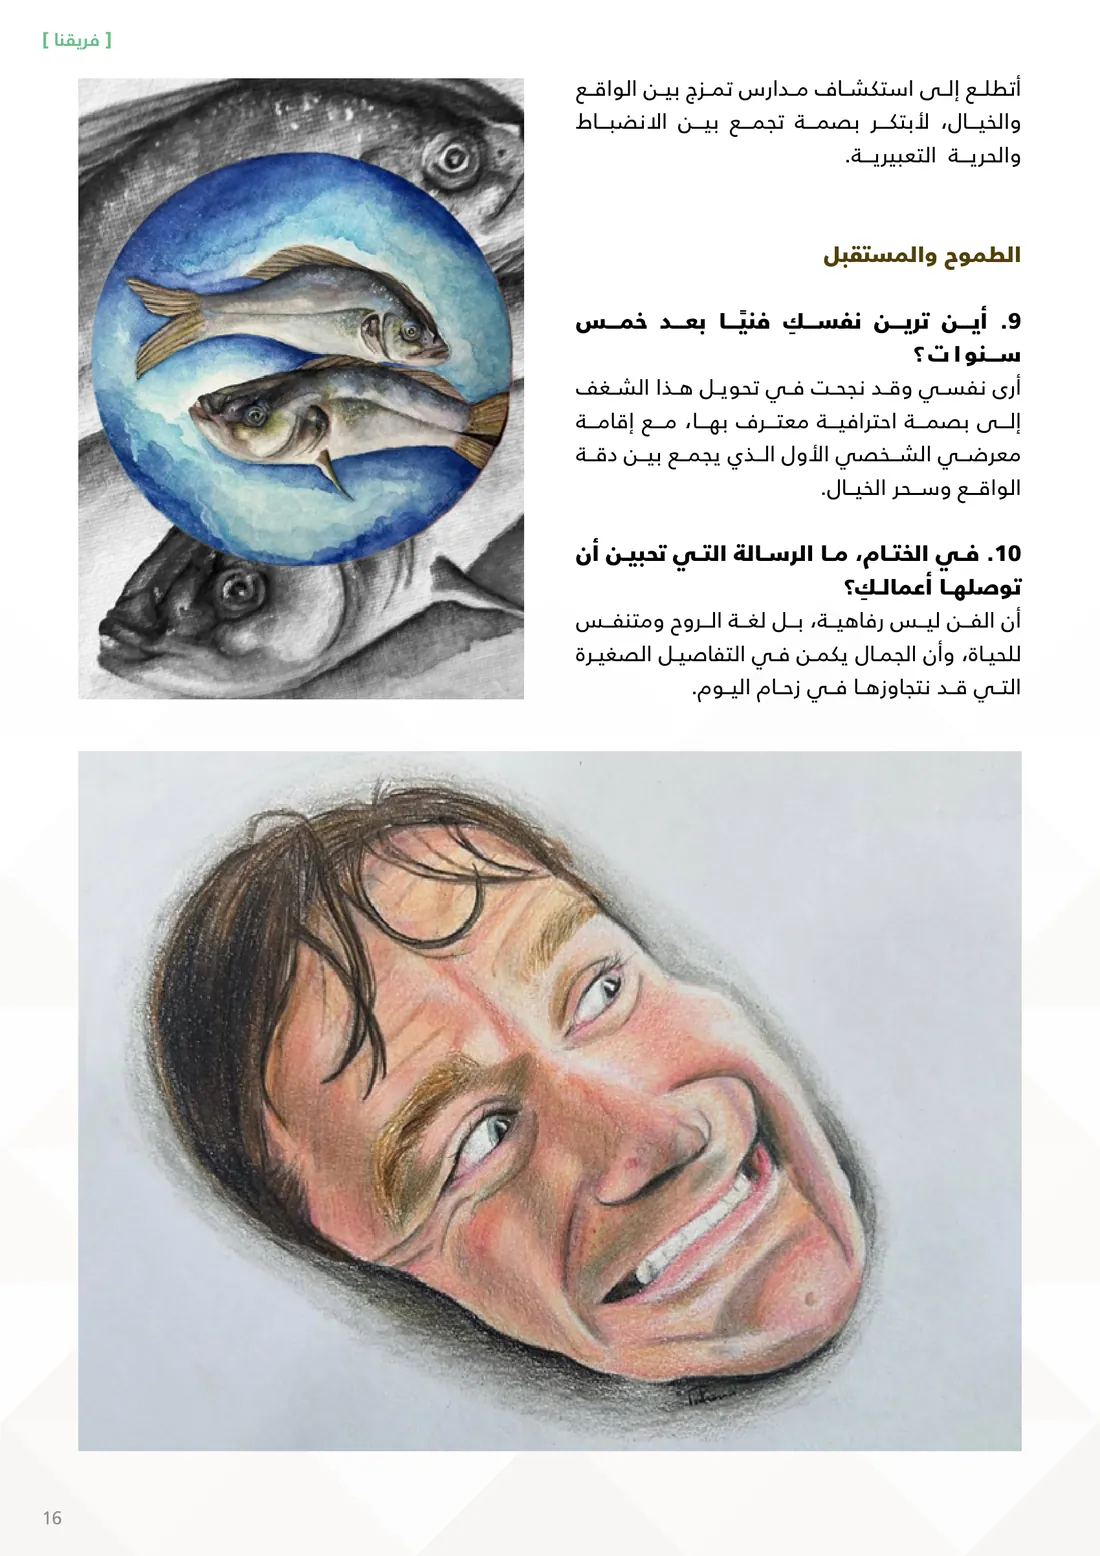 [ فريقنا ]
أتطلع إلى استكشاف مدارس تمزج بين الواقع
والخيال، لأبتكر بصمة تجمع بين الانضباط
والحرية التعبيرية.
الطموح والمستقبل
9. أين ترين نفسكِ فنيًّا بعد خمس
سنوات؟
أرى نفسي وقد نجحت في تحويل هذا الشغف
إلى بصمة احترافية معترف بها، مع إقامة
معرضي الشخصي الأول الذي يجمع بين دقة
الواقع وسحر الخيال.
10. في الختام، ما الرسالة التي تحبين أن
توصلها أعمالكِ؟
أن الفن ليس رفاهية، بل لغة الروح ومتنفس
للحياة، وأن الجمال يكمن في التفاصيل الصغيرة
التي قد نتجاوزها في زحام اليوم.
16